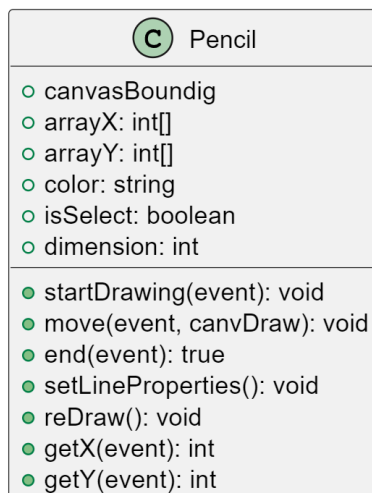 C Pencil
canvasBoundig
arrayX: int[]
arrayY: int[]
color: string
isSelect: boolean
dimension: int
startDrawing(event): void
move(event, canvDraw): void
end(event): true
setLineProperties(): void
reDraw(): void
getX(event): int
getY(event): int